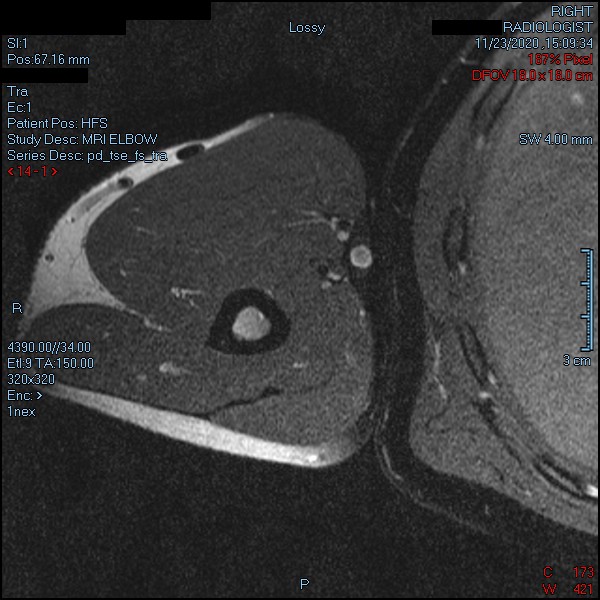 RIGHT
RADIOLOGIST
11/23/2020 ,15:09:34
187% Pixel
DFOV 18.0 x 18.0 cm
Lossy
SI:1
Pos:67.16 mm
Tra
Ec:1
Patient Pos: HFS
Study Desc: MRI ELBOW
Series Desc: pd_tse_fs_tra
< 14 - 1 >
SW 4.00 mm
R
4390.00//34.00
Etl:9 TA:150.00
320x320
Enc: >
1nex
3 cm
P
C 173
W 421